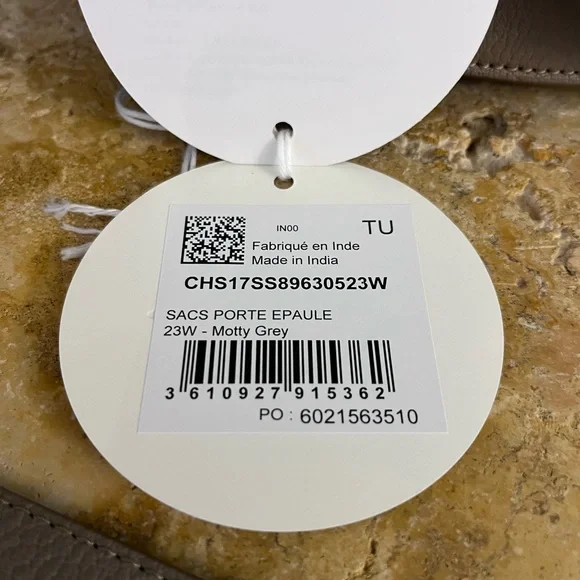 IN00
TU
Fabriqué en Inde
Made in India
CHS17SS89630523W
SACS PORTE EPAULE
23W - Motty Grey
3 610927 915362
PO : 6021563510